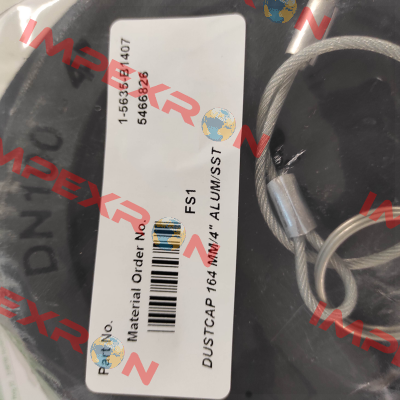 DN100
Part No. 1-5635-B1407
Material Order No. 5466826
FS1
DUSTCAP 164 MM/4" ALUM/SST
IMPEXRON